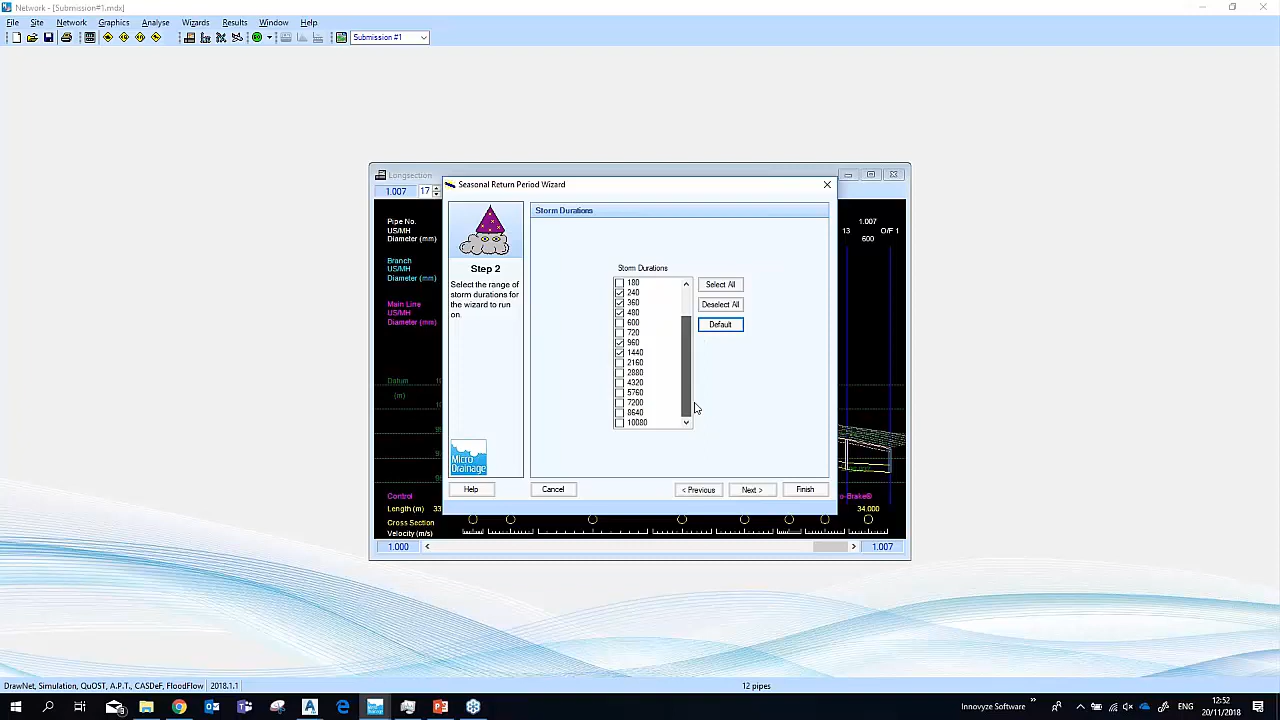 Network - [Submission#1.mdx]
File Site Network Graphics Analyse Wizards Results Window Help
Submission #1
Longsection
1.007 17
Seasonal Return Period Wizard
Step 2
Select the range of
storm durations for
the wizard to run
on.
Micro
Drainage
Storm Durations
Storm Durations
180
240
360
480
600
720
960
1440
2160
2880
4320
5760
7200
8640
10080
Select All
Deselect All
Default
Help Cancel < Previous Next > Finish
Pipe No.
US/MH
Diameter (mm)
Branch
US/MH
Diameter (mm)
Main Line
US/MH
Diameter (mm)
Datum
(m)
Control
Length (m) 33
Cross Section
Velocity (m/s)
1.007
13 O/F 1
600
o-Brake®
34.000
1.000 < > 1.007
DrawNet, Simulation, QuOST, A.P.T., CASDeF, FloodFlow 2018.1.1 12 pipes
Innovyze Software
ENG
12:52
20/11/2018